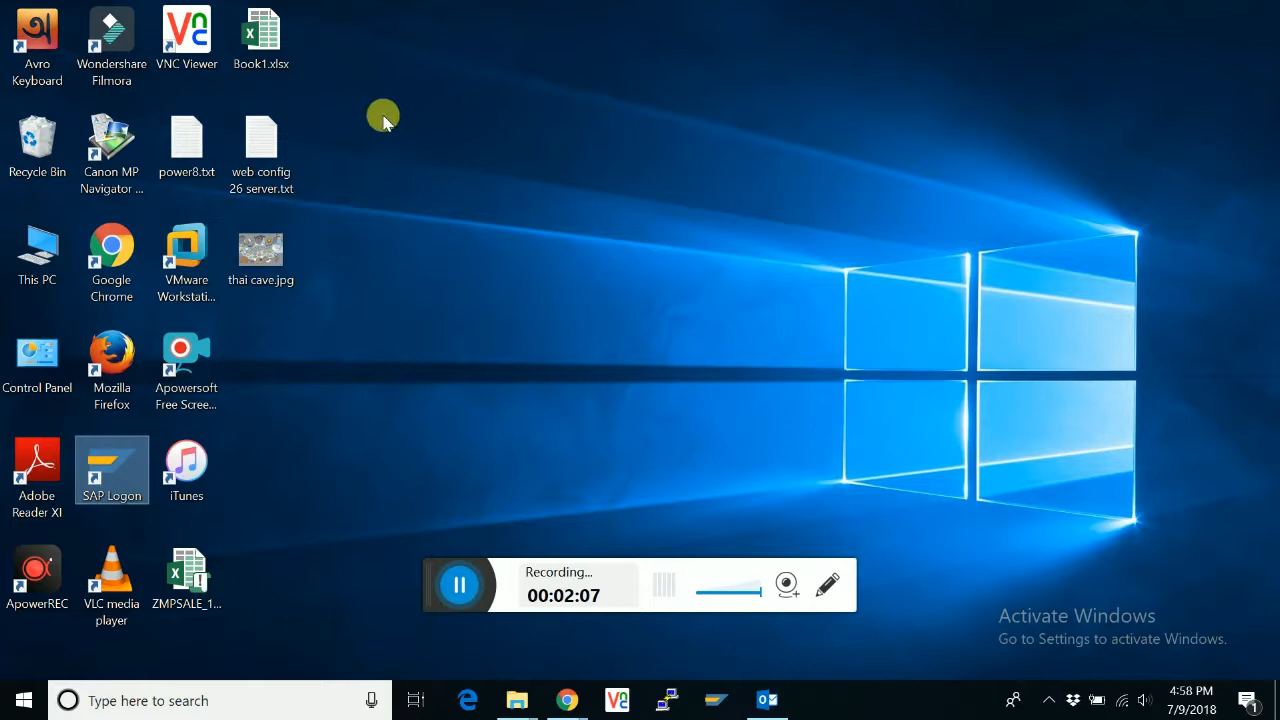 Avro
Keyboard
Wondershare
Filmora
VNC Viewer
Book1.xlsx
Recycle Bin
Canon MP
Navigator ...
power8.txt
web config
26 server.txt
This PC
Google
Chrome
VMware
Workstati...
thai cave.jpg
Control Panel
Mozilla
Firefox
Apowersoft
Free Scree...
Adobe
Reader XI
SAP Logon
iTunes
ApowerREC
VLC media
player
ZMPSALE_1...
Recording...
00:02:07
Activate Windows
Go to Settings to activate Windows.
Type here to search
4:58 PM
7/9/2018
1